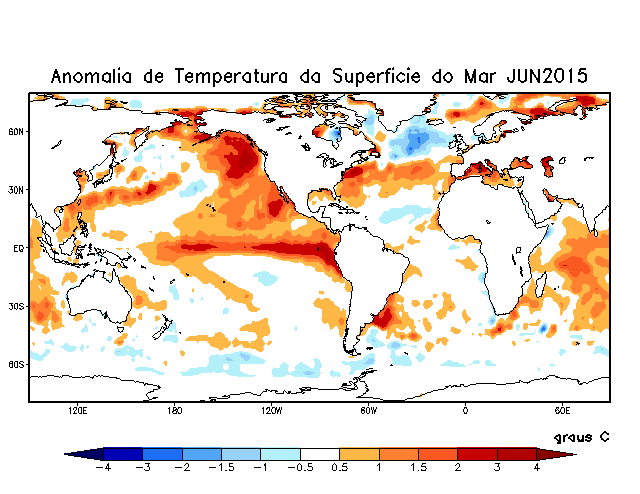 Anomalia de Temperatura da Superficie do Mar JUN2015
60N
30N
EQ
30S
60S
120E 180 120W 60W 0 60E
graus C
-4 -3 -2 -1.5 -1 -0.5 0.5 1 1.5 2 3 4